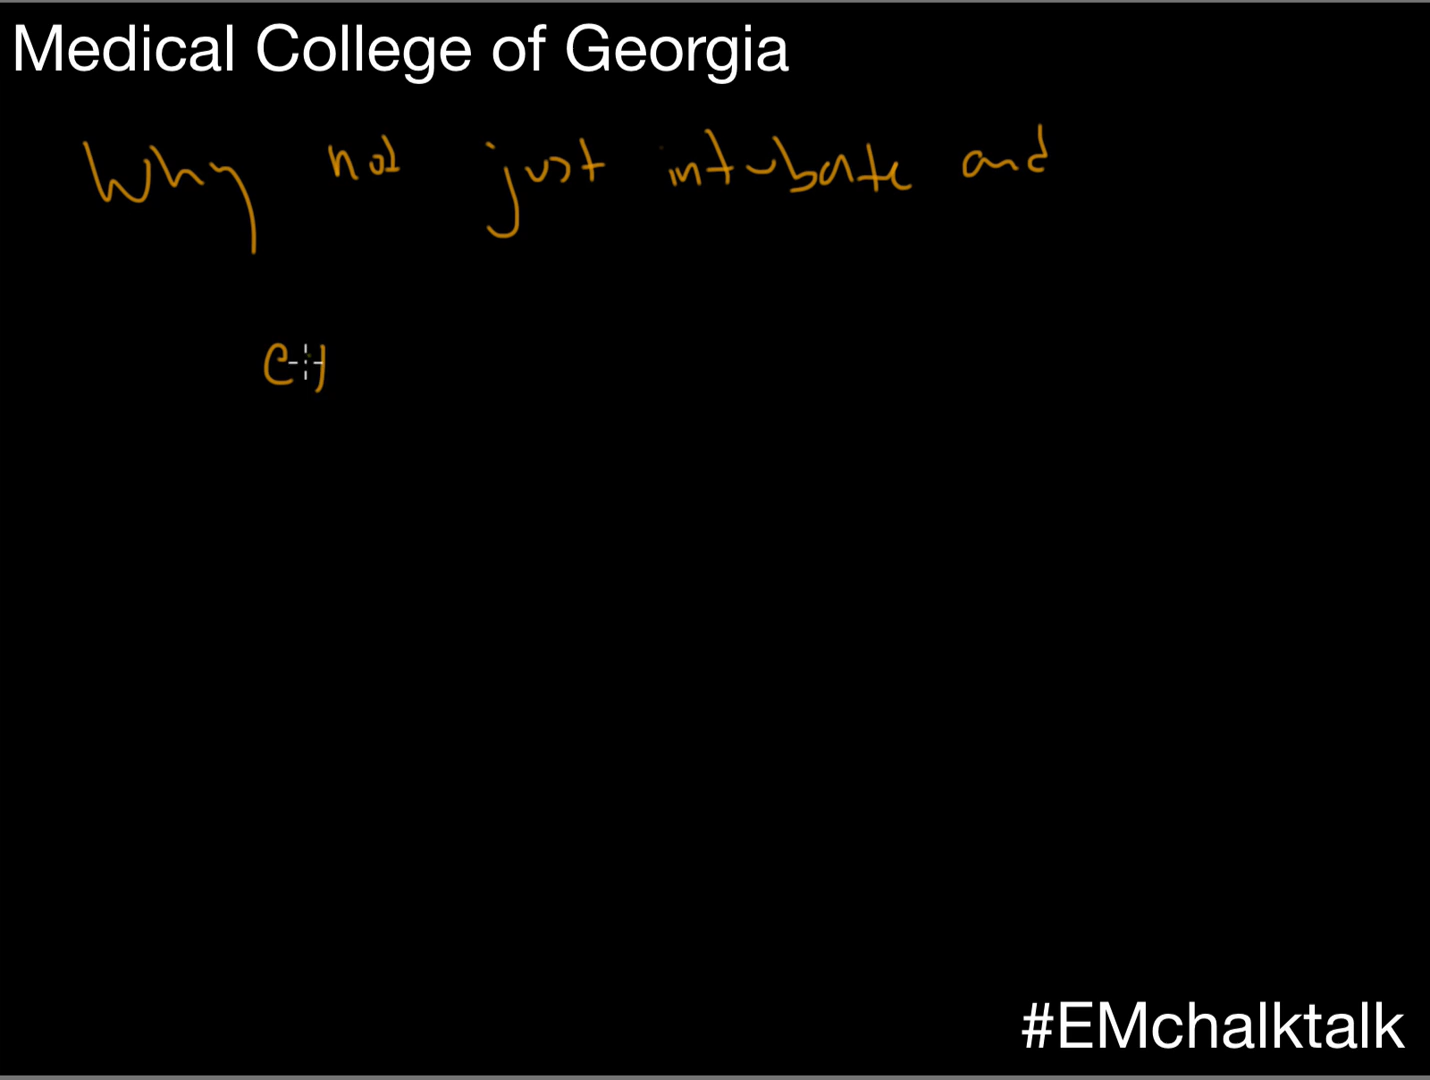 Medical College of Georgia
Why not just intubate and
#EMchalktalk